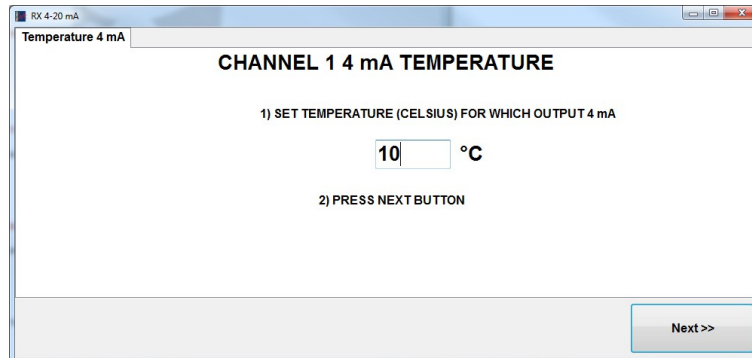 RX 4-20 mA
Temperature 4 mA
CHANNEL 1 4 mA TEMPERATURE
1) SET TEMPERATURE (CELSIUS) FOR WHICH OUTPUT 4 mA
10 °C
2) PRESS NEXT BUTTON
Next >>